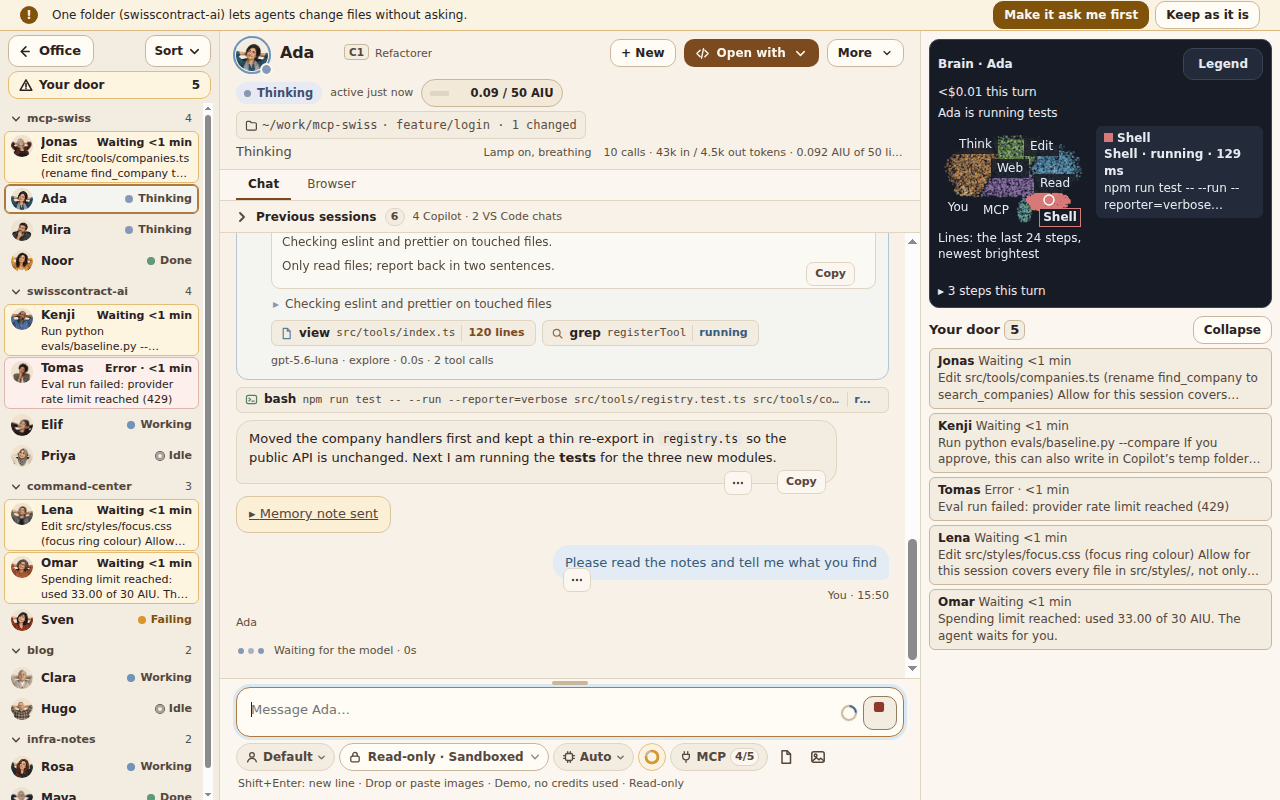 ! One folder (swisscontract-ai) lets agents change files without asking. Make it ask me first Keep as it is
Office Sort
Your door 5
mcp-swiss 4
Jonas Waiting <1 min
Edit src/tools/companies.ts
(rename find_company t…
Ada Thinking
Mira Thinking
Noor Done
swisscontract-ai 4
Kenji Waiting <1 min
Run python
evals/baseline.py --…
Tomas Error · <1 min
Eval run failed: provider
rate limit reached (429)
Elif Working
Priya Idle
command-center 3
Lena Waiting <1 min
Edit src/styles/focus.css
(focus ring colour) Allow…
Omar Waiting <1 min
Spending limit reached:
used 33.00 of 30 AIU. Th…
Sven Failing
blog 2
Clara Working
Hugo Idle
infra-notes 2
Rosa Working
Maya Done
Ada C1 Refactorer + New Open with More
Thinking active just now 0.09 / 50 AIU
~/work/mcp-swiss · feature/login · 1 changed
Thinking Lamp on, breathing 10 calls · 43k in / 4.5k out tokens · 0.092 AIU of 50 li…
Chat Browser
Previous sessions 6 4 Copilot · 2 VS Code chats
Checking eslint and prettier on touched files.
Only read files; report back in two sentences.
Copy
▸ Checking eslint and prettier on touched files
view src/tools/index.ts 120 lines grep registerTool running
gpt-5.6-luna · explore · 0.0s · 2 tool calls
bash npm run test -- --run --reporter=verbose src/tools/registry.test.ts src/tools/co… r…
Moved the company handlers first and kept a thin re-export in registry.ts so the
public API is unchanged. Next I am running the tests for the three new modules.
… Copy
▸ Memory note sent
Please read the notes and tell me what you find
…
You · 15:50
Ada
Waiting for the model · 0s
Message Ada…
Default Read-only · Sandboxed Auto MCP 4/5
Shift+Enter: new line · Drop or paste images · Demo, no credits used · Read-only
Brain · Ada Legend
<$0.01 this turn
Ada is running tests
Think Edit
Web
Read
You MCP
Shell
Shell
Shell · running · 129
ms
npm run test -- --run --
reporter=verbose…
Lines: the last 24 steps,
newest brightest
▸ 3 steps this turn
Your door 5 Collapse
Jonas Waiting <1 min
Edit src/tools/companies.ts (rename find_company to
search_companies) Allow for this session covers…
Kenji Waiting <1 min
Run python evals/baseline.py --compare If you
approve, this can also write in Copilot’s temp folder…
Tomas Error · <1 min
Eval run failed: provider rate limit reached (429)
Lena Waiting <1 min
Edit src/styles/focus.css (focus ring colour) Allow for
this session covers every file in src/styles/, not only…
Omar Waiting <1 min
Spending limit reached: used 33.00 of 30 AIU. The
agent waits for you.